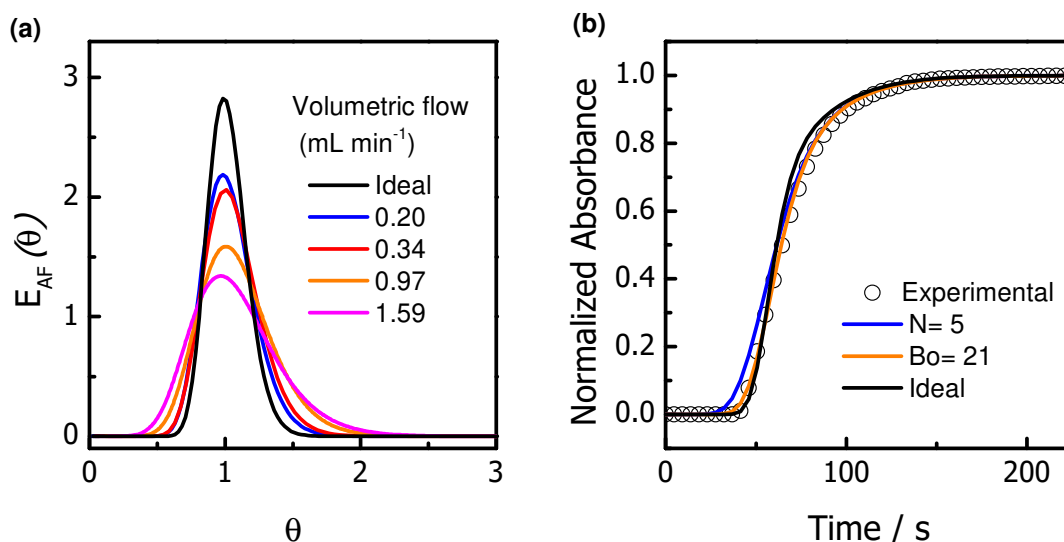 (a)
E_AF (θ)
3
2
1
0
0
1
2
3
θ
Volumetric flow
(mL min⁻¹)
Ideal
0.20
0.34
0.97
1.59
(b)
Normalized Absorbance
1.0
0.8
0.6
0.4
0.2
0.0
0
100
200
Time / s
Experimental
N= 5
Bo= 21
Ideal